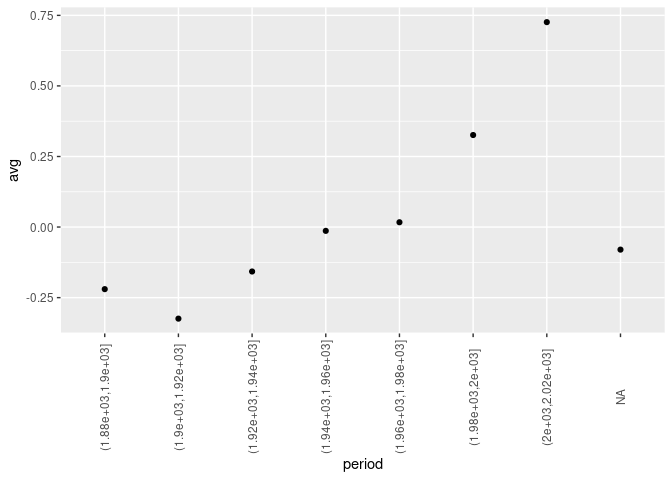 0.75
0.50
0.25
0.00
-0.25
avg
(1.88e+03,1.9e+03]
(1.9e+03,1.92e+03]
(1.92e+03,1.94e+03]
(1.94e+03,1.96e+03]
(1.96e+03,1.98e+03]
(1.98e+03,2e+03]
(2e+03,2.02e+03]
NA
period